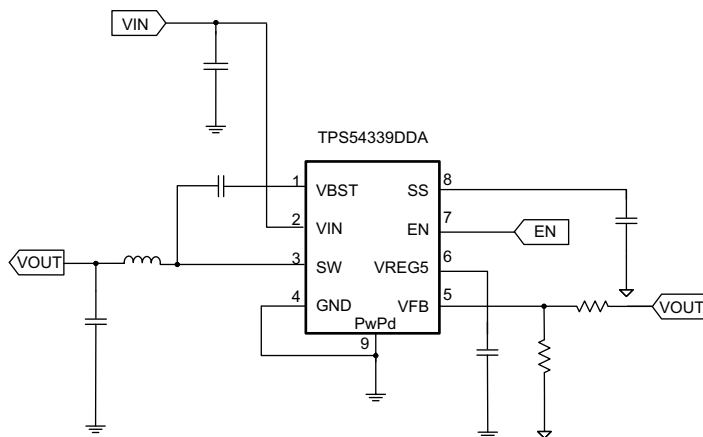 VIN
TPS54339DDA
1 VBST SS 8
2 VIN EN 7 EN
VOUT 3 SW VREG5 6
4 GND VFB 5 VOUT
PwPd
9